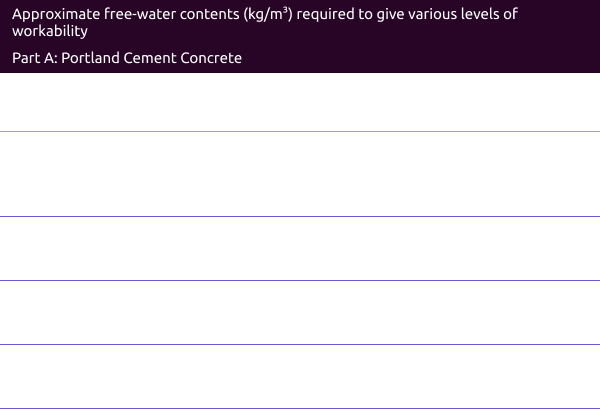 Approximate free-water contents (kg/m³) required to give various levels of
workability
Part A: Portland Cement Concrete